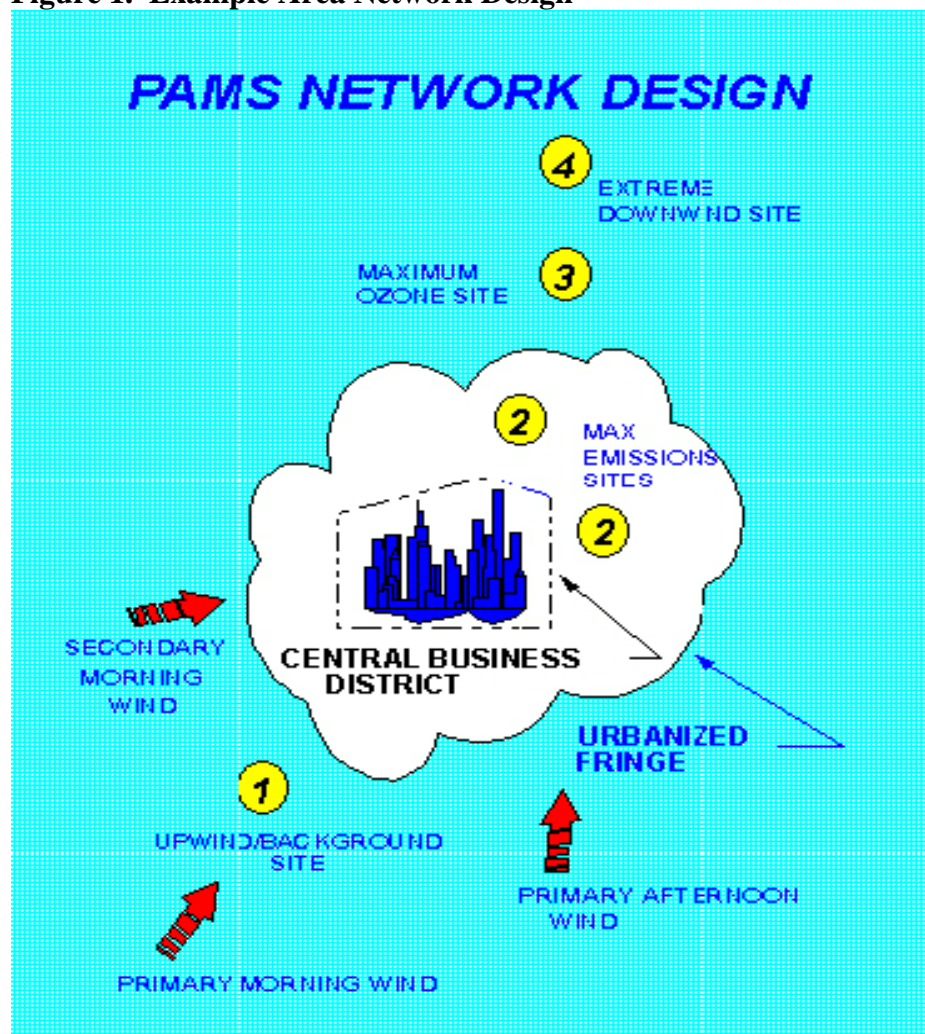 Figure 1. Example Area Network Design
PAMS NETWORK DESIGN
4
EXTREME
DOWNWIND SITE
MAXIMUM
OZONE SITE
3
2
MAX
EMISSIONS
SITES
2
SECONDARY
MORNING
WIND
CENTRAL BUSINESS
DISTRICT
URBANIZED
FRINGE
1
UPWIND/BACKGROUND
SITE
PRIMARY AFTERNOON
WIND
PRIMARY MORNING WIND